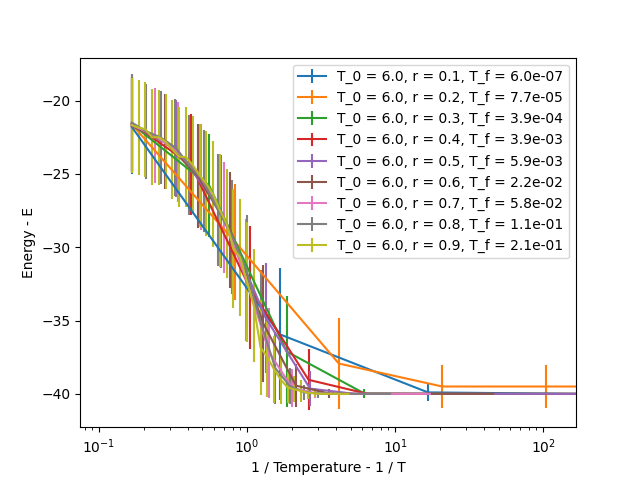 T_0 = 6.0, r = 0.1, T_f = 6.0e-07
T_0 = 6.0, r = 0.2, T_f = 7.7e-05
T_0 = 6.0, r = 0.3, T_f = 3.9e-04
T_0 = 6.0, r = 0.4, T_f = 3.9e-03
T_0 = 6.0, r = 0.5, T_f = 5.9e-03
T_0 = 6.0, r = 0.6, T_f = 2.2e-02
T_0 = 6.0, r = 0.7, T_f = 5.8e-02
T_0 = 6.0, r = 0.8, T_f = 1.1e-01
T_0 = 6.0, r = 0.9, T_f = 2.1e-01
−20
−25
−30
−35
−40
Energy - E
10⁻¹ 10⁰ 10¹ 10²
1 / Temperature - 1 / T